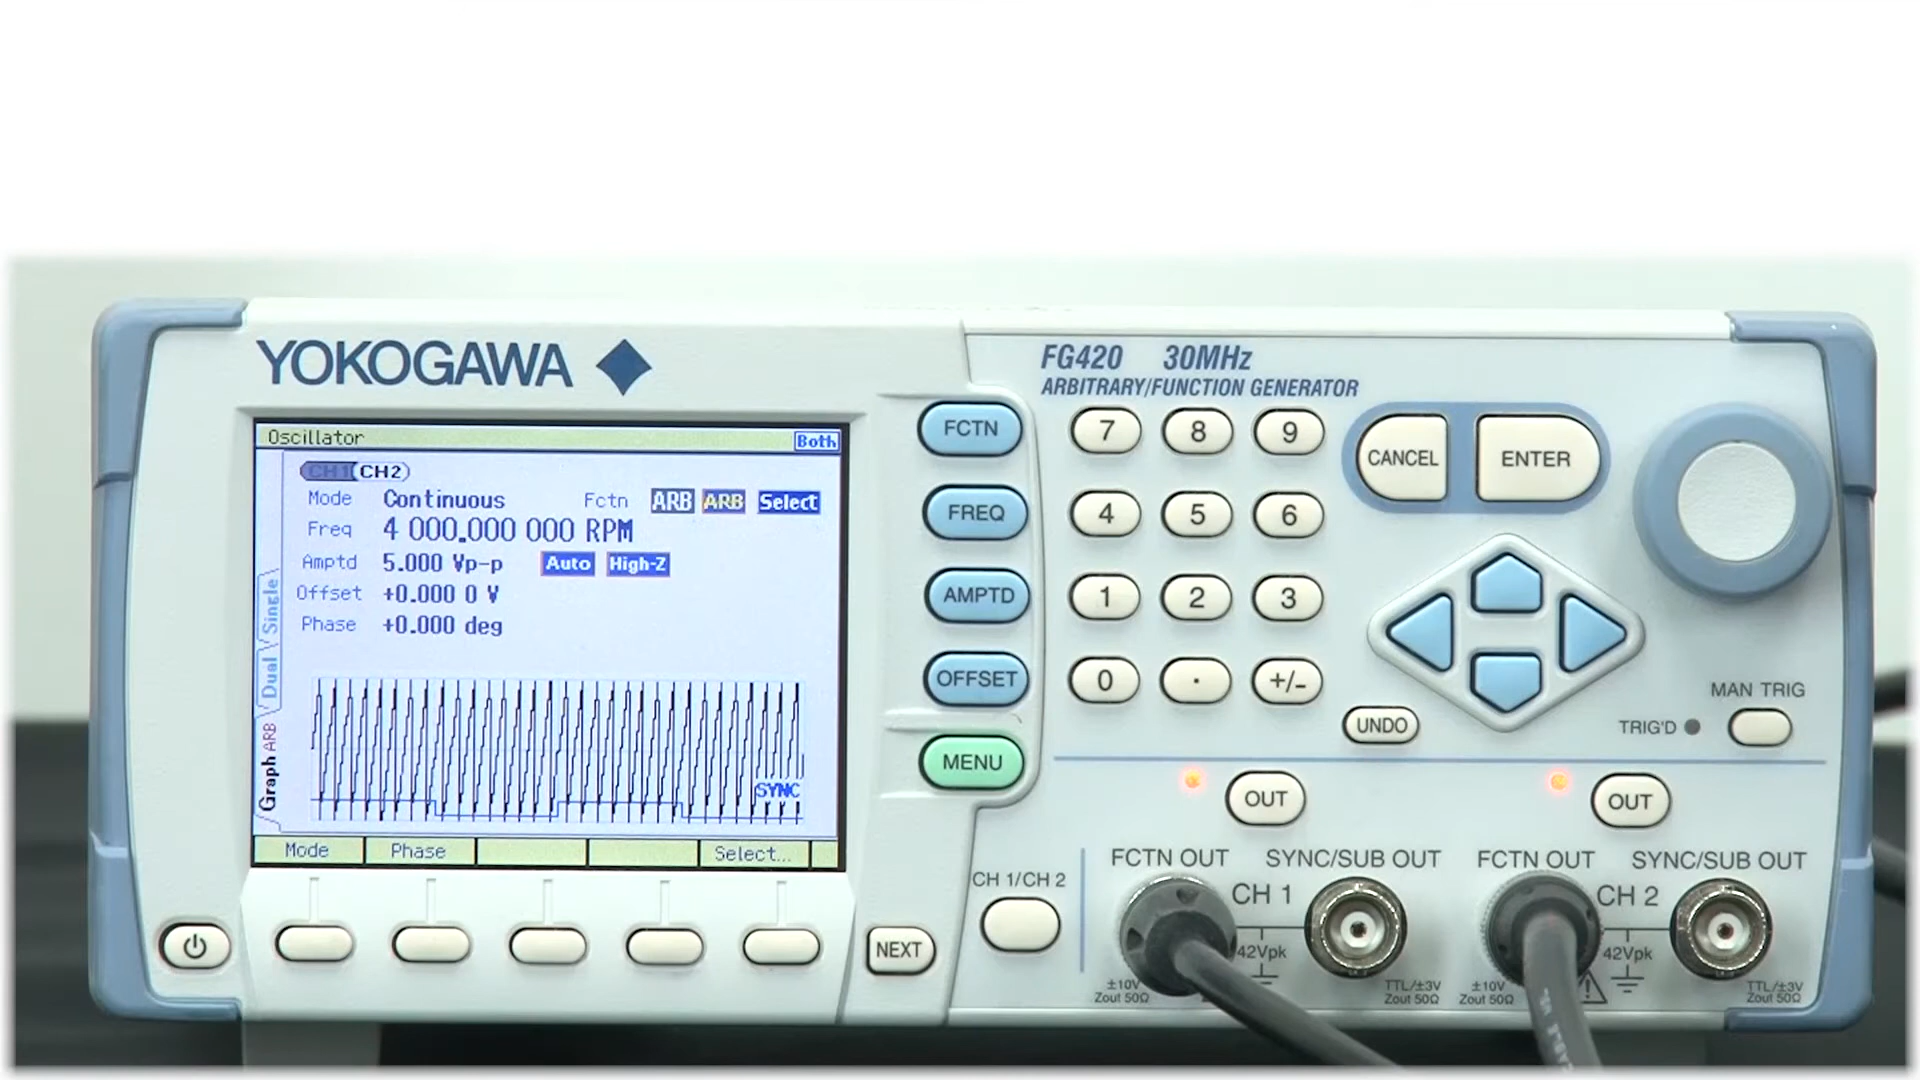 YOKOGAWA
FG420 30MHz
ARBITRARY/FUNCTION GENERATOR
Oscillator Both
CH1 CH2
Mode Continuous Fctn ARB ARB Select
Freq 4 000.000 000 RPM
Amptd 5.000 Vp-p Auto High-Z
Offset +0.000 0 V
Phase +0.000 deg
Single
Dual
Graph ARB
SYNC
Mode Phase Select...
NEXT
FCTN
FREQ
AMPTD
OFFSET
MENU
7 8 9
4 5 6
1 2 3
0 . +/-
CANCEL ENTER
UNDO
MAN TRIG
TRIG'D
OUT OUT
FCTN OUT SYNC/SUB OUT FCTN OUT SYNC/SUB OUT
CH 1/CH 2
CH 1 CH 2
42Vpk 42Vpk
±10V TTL/±3V ±10V TTL/±3V
Zout 50Ω Zout 50Ω Zout 50Ω Zout 50Ω